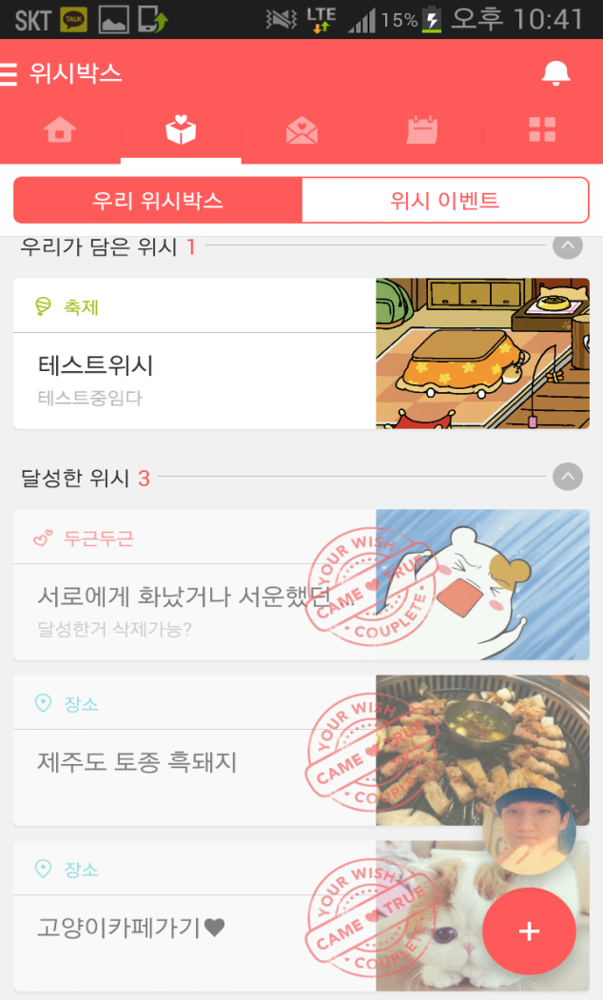 SKT TALK LTE 15% 오후 10:41
위시박스
우리 위시박스 위시 이벤트
우리가 담은 위시 1
축제
테스트위시
테스트중임다
달성한 위시 3
두근두근
서로에게 화났거나 서운했던 ...
달성한거 삭제가능?
YOUR WISH
CAME TRUE
COUPLETE
장소
제주도 토종 흑돼지
YOUR WISH
CAME TRUE
장소
고양이카페가기♥
YOUR WISH
CAME TRUE
COUPLETE
+